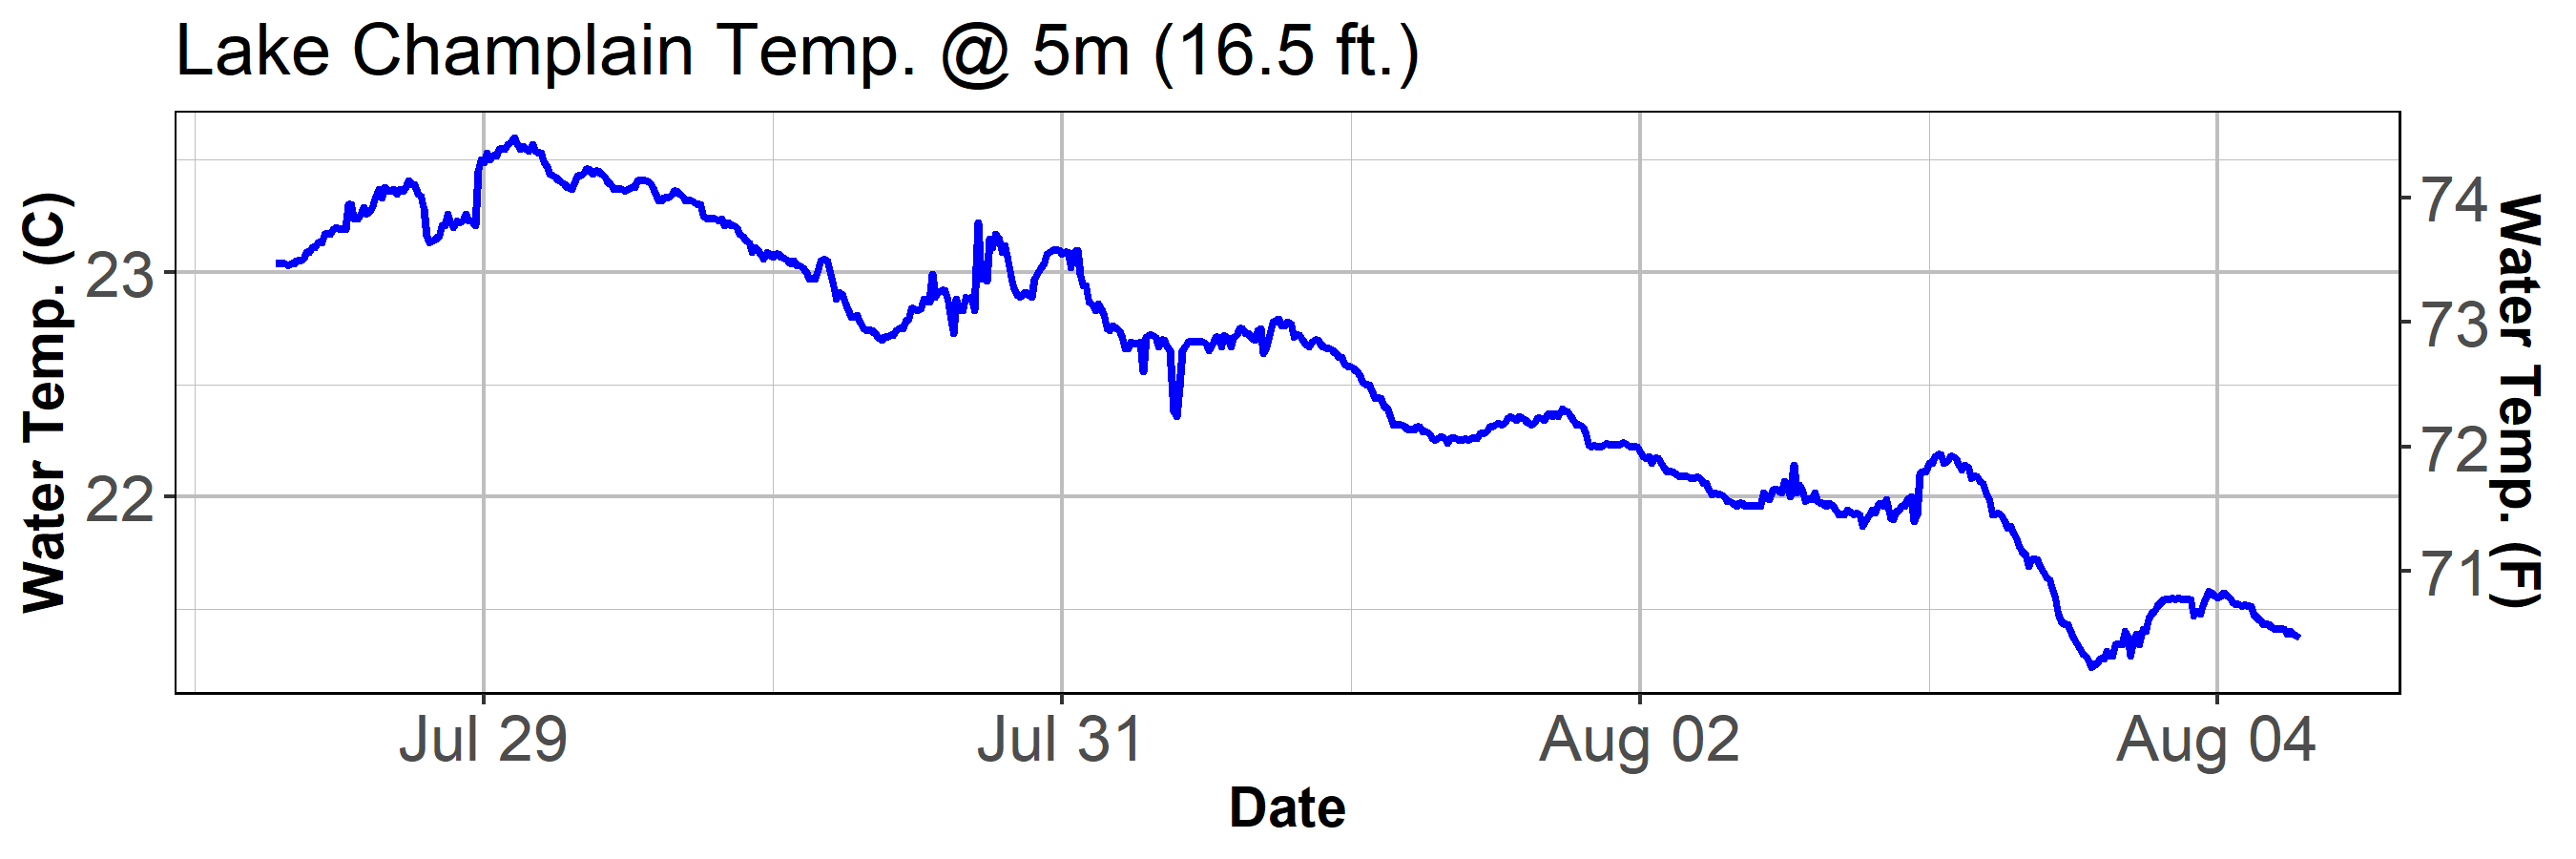 Lake Champlain Temp. @ 5m (16.5 ft.)
Water Temp. (C)
23
22
74
73
72
71
Water Temp. (F)
Jul 29
Jul 31
Aug 02
Aug 04
Date